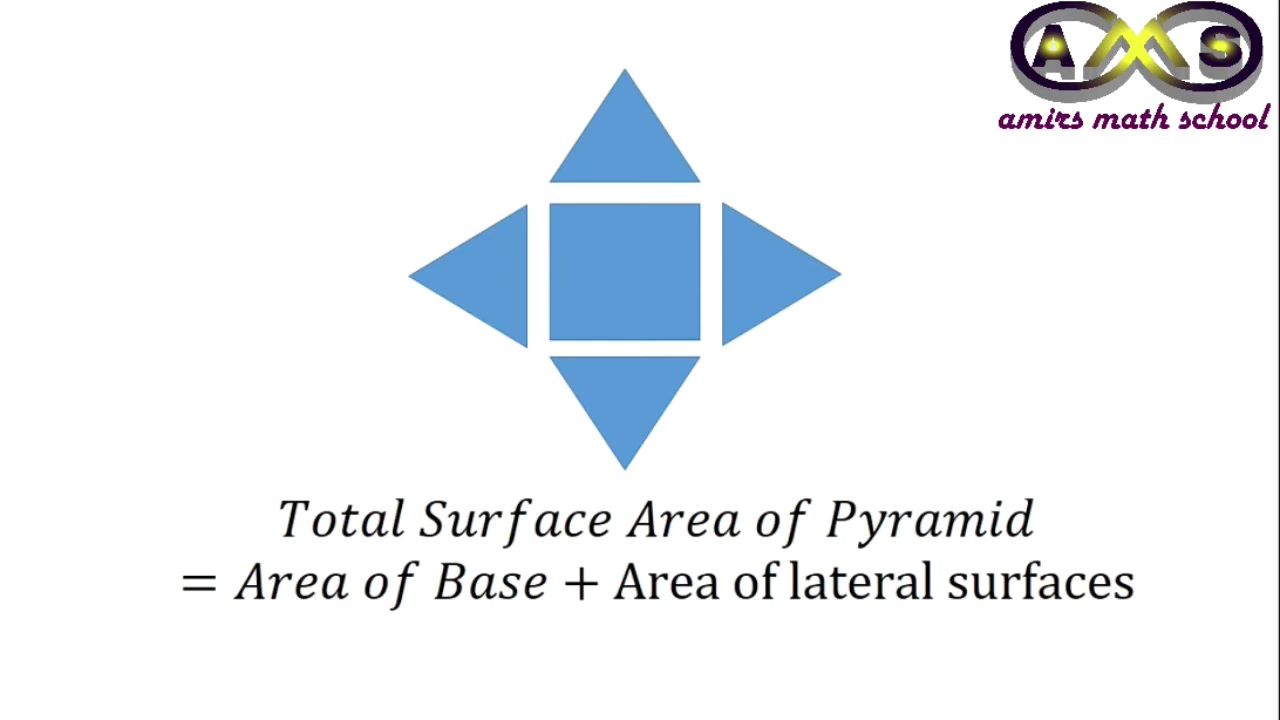 AMS
amirs math school
Total Surface Area of Pyramid
= Area of Base + Area of lateral surfaces